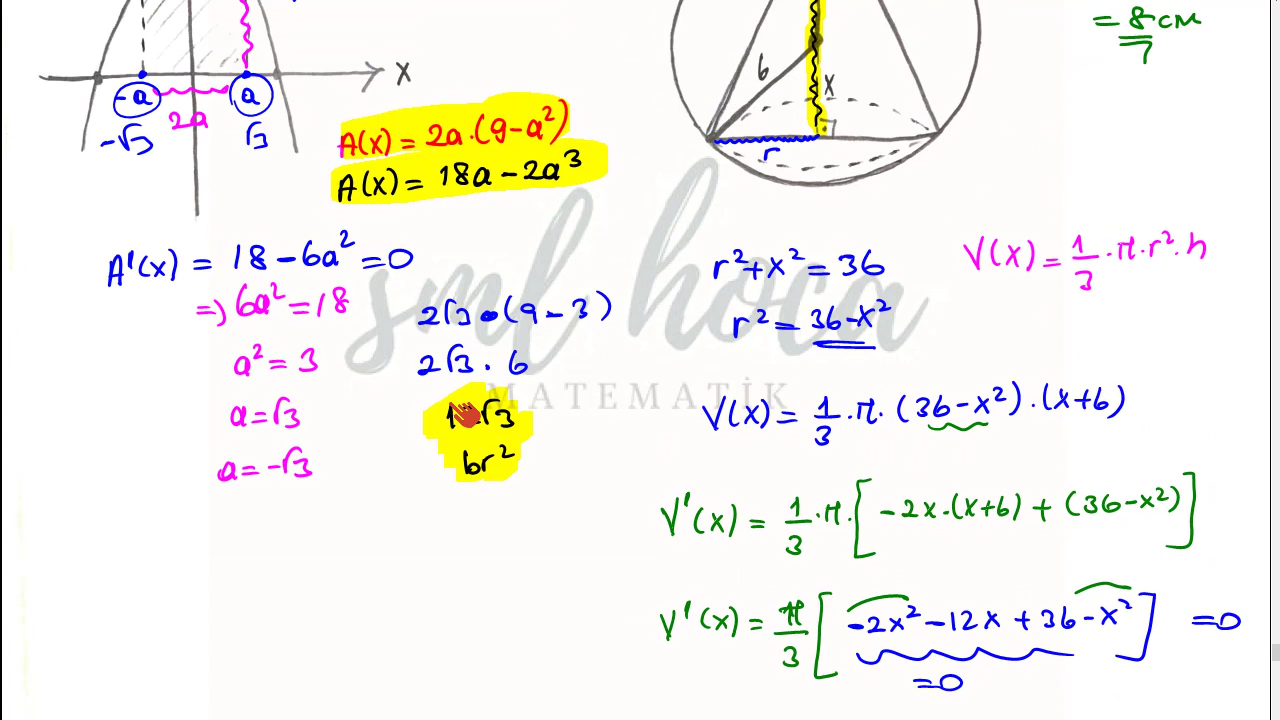 = 8 cm
x
-a
a
2a
-√3
√3
A(x) = 2a·(9-a²)
A(x) = 18a-2a³
6
x
r
A'(x) = 18-6a²=0
=> 6a²=18
a²=3
a=√3
a=-√3
2√3·(9-3)
2√3·6
√3
br²
sml hoca
MATEMATİK
r²+x²=36
r²=36-x²
V(x)=1/3·π·r²·h
V(x)=1/3·π·(36-x²)·(x+6)
V'(x)=1/3·π·[-2x·(x+6)+(36-x²)]
V'(x)=π/3[-2x²-12x+36-x²] =0
=0